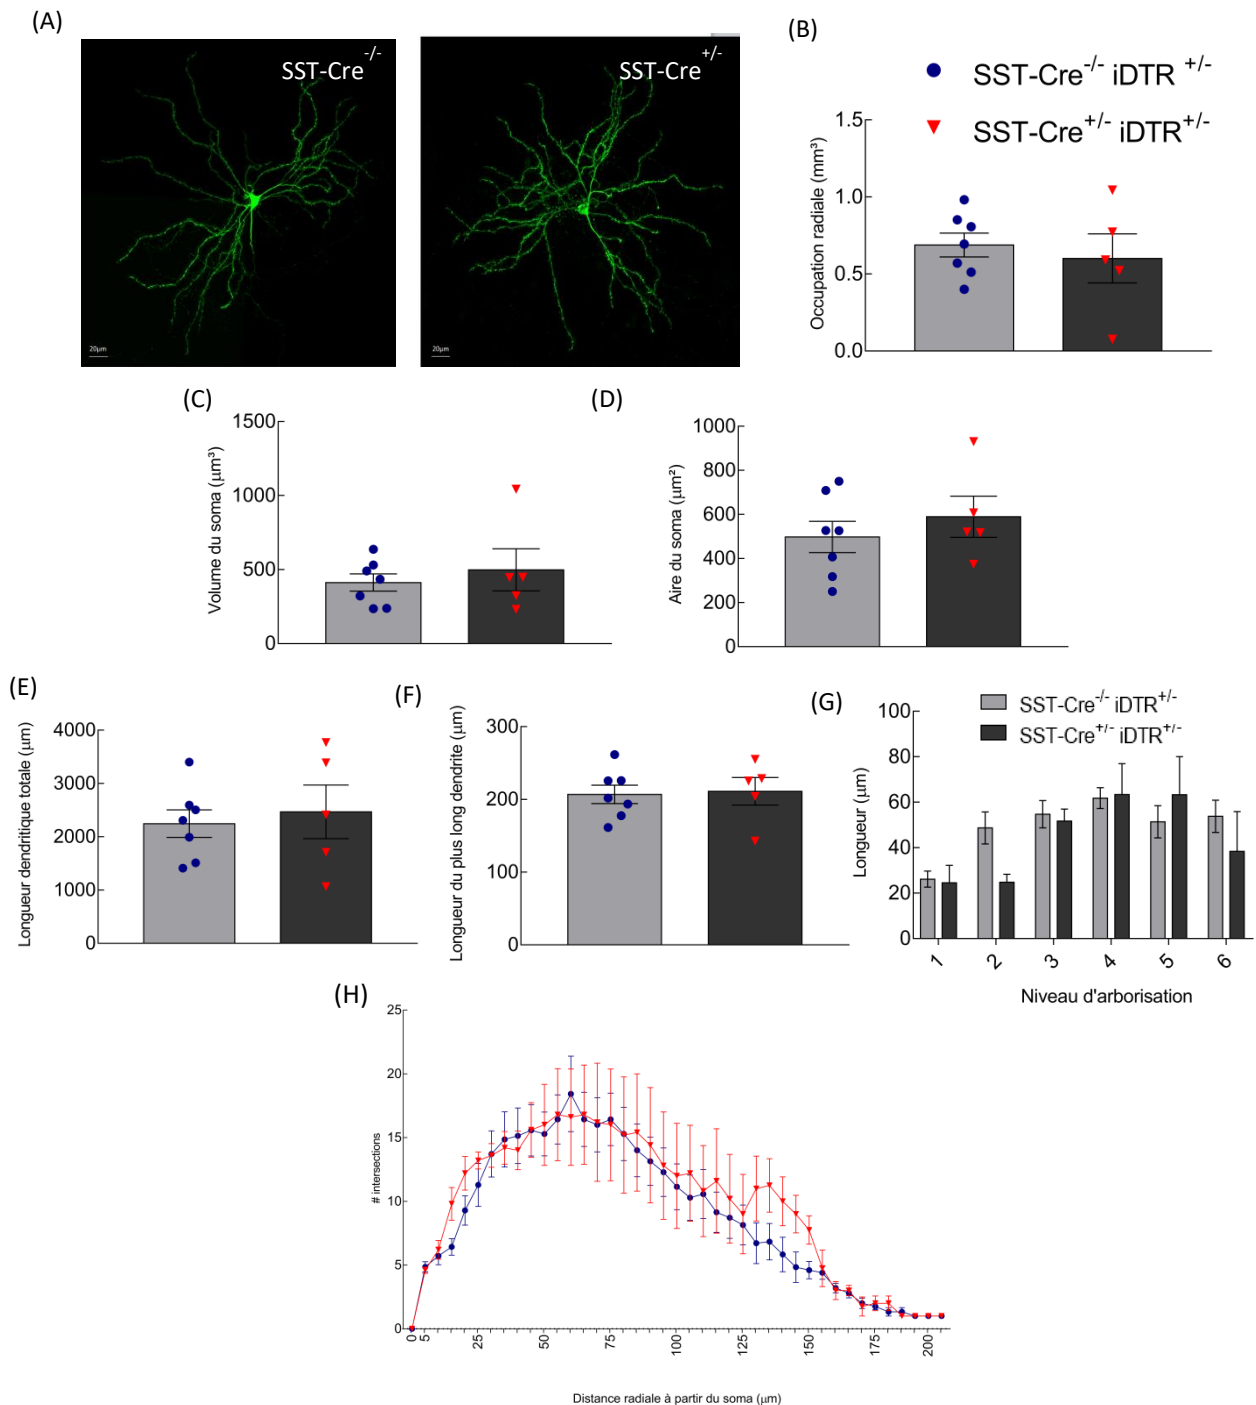 (A)
SST-Cre-/-
20µm
SST-Cre+/-
20µm
(B)
SST-Cre-/- iDTR +/-
SST-Cre+/- iDTR+/-
Occupation radiale (mm³)
1.5
1.0
0.5
0.0
(C)
Volume du soma (µm³)
1500
1000
500
0
(D)
Aire du soma (µm²)
1000
800
600
400
200
0
(E)
Longueur dendritique totale (µm)
4000
3000
2000
1000
0
(F)
Longueur du plus long dendrite (µm)
300
200
100
0
(G)
SST-Cre-/- iDTR+/-
SST-Cre+/- iDTR+/-
Longueur (µm)
100
80
60
40
20
0
1 2 3 4 5 6
Niveau d'arborisation
(H)
# intersections
25
20
15
10
5
0
0 5 25 50 75 100 125 150 175 200
Distance radiale à partir du soma (µm)